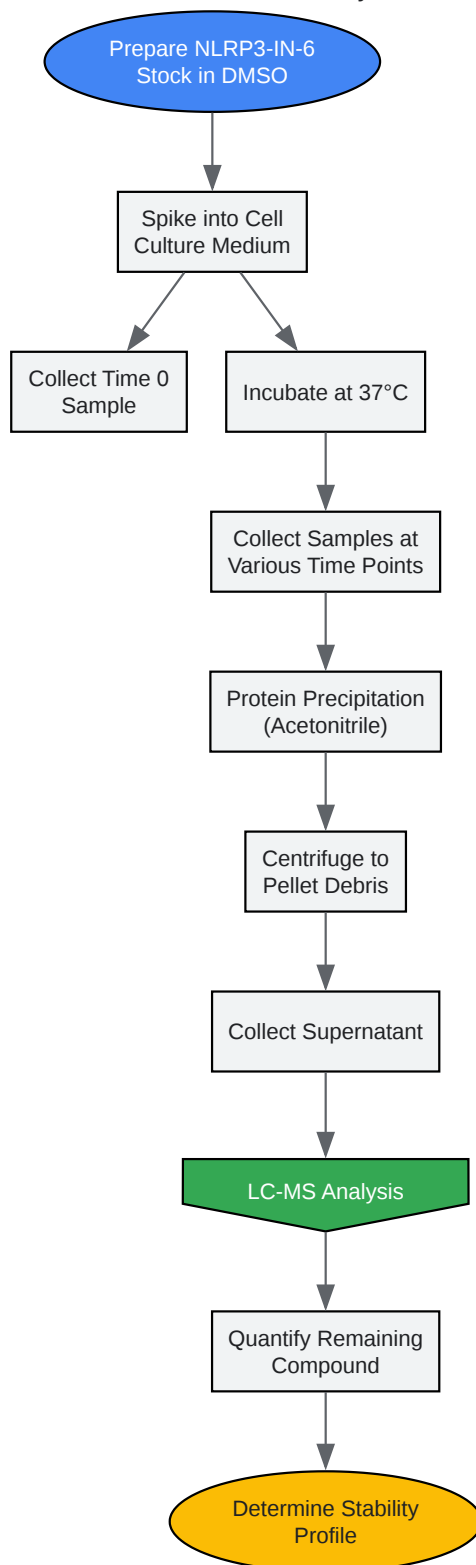 Prepare NLRP3-IN-6
Stock in DMSO
Spike into Cell
Culture Medium
Collect Time 0
Sample
Incubate at 37°C
Collect Samples at
Various Time Points
Protein Precipitation
(Acetonitrile)
Centrifuge to
Pellet Debris
Collect Supernatant
LC-MS Analysis
Quantify Remaining
Compound
Determine Stability
Profile